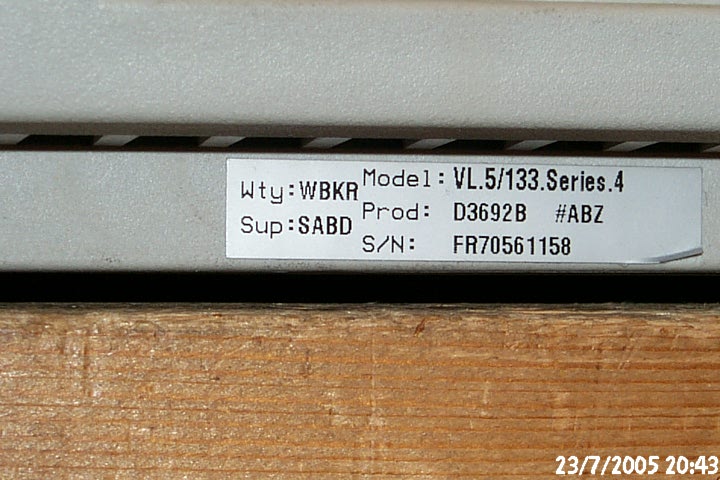 Wty:WBKR Model: VL.5/133.Series.4
Sup:SABD Prod: D3692B #ABZ
S/N: FR70561158
23/7/2005 20:43